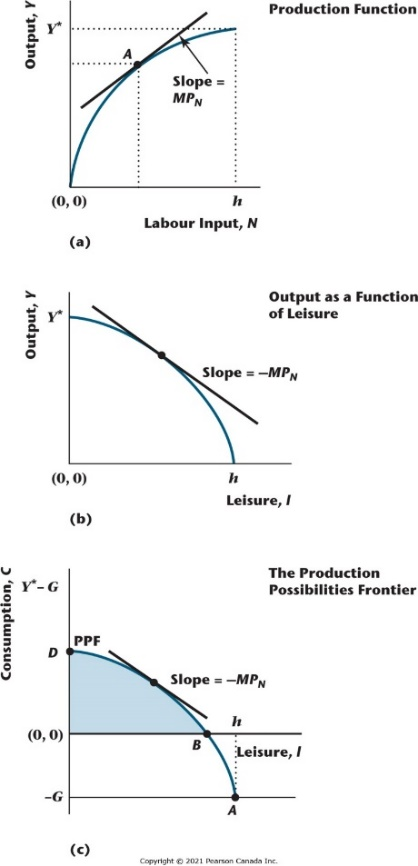 Production Function
Output, Y
Y*
A
Slope =
MPN
(0, 0)
h
Labour Input, N
(a)
Output as a Function
of Leisure
Output, Y
Y*
Slope = –MPN
(0, 0)
h
Leisure, l
(b)
The Production
Possibilities Frontier
Consumption, C
Y*– G
D
PPF
Slope = –MPN
h
(0, 0)
B
Leisure, l
–G
A
(c)
Copyright © 2021 Pearson Canada Inc.